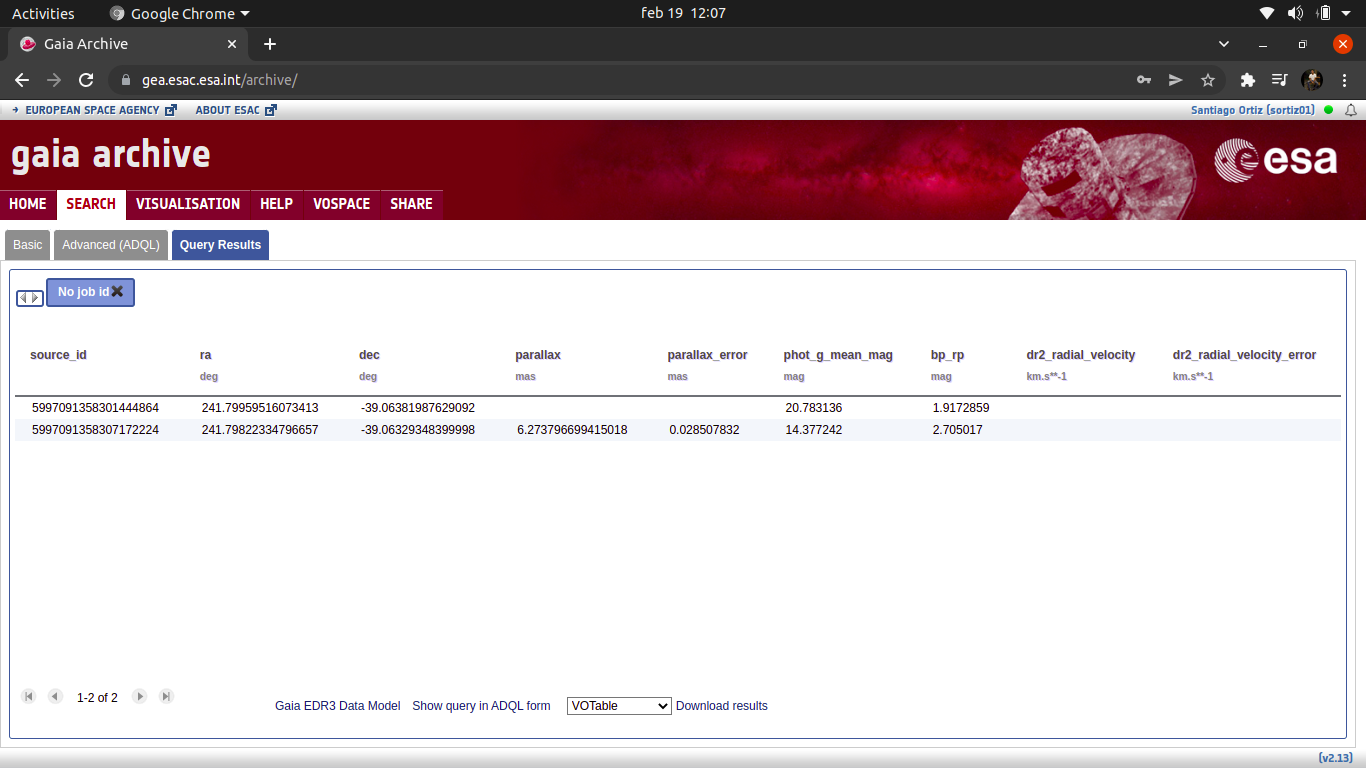 Activities Google Chrome feb 19 12:07
Gaia Archive
gea.esac.esa.int/archive/
EUROPEAN SPACE AGENCY ABOUT ESAC Santiago Ortiz (sortiz01)
gaia archive esa
HOME SEARCH VISUALISATION HELP VOSPACE SHARE
Basic Advanced (ADQL) Query Results
No job id
source_id ra dec parallax parallax_error phot_g_mean_mag bp_rp dr2_radial_velocity dr2_radial_velocity_error
deg deg mas mas mag mag km.s**-1 km.s**-1
5997091358301444864 241.79959516073413 -39.06381987629092 20.783136 1.9172859
5997091358307172224 241.79822334796657 -39.06329348399998 6.273796699415018 0.028507832 14.377242 2.705017
1-2 of 2 Gaia EDR3 Data Model Show query in ADQL form VOTable Download results
(v2.13)